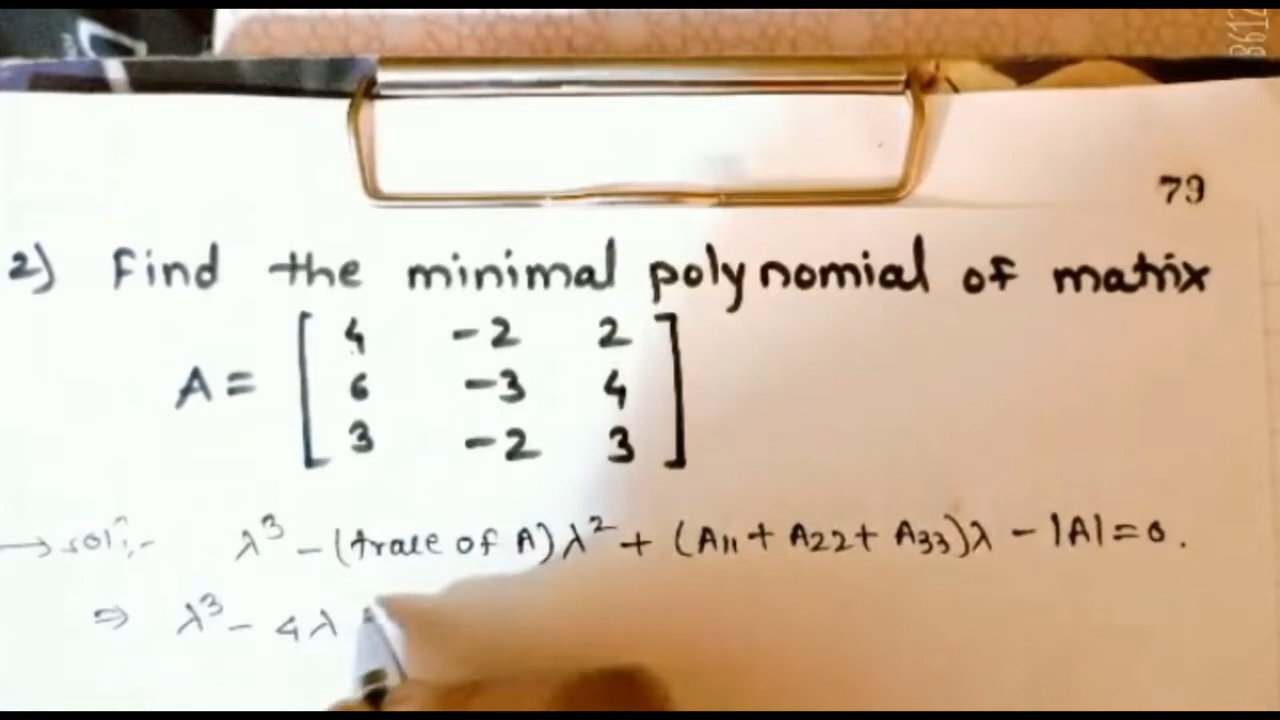 B612
79
2) Find the minimal polynomial of matrix
A = [ 4 -2 2
6 -3 4
3 -2 3 ]
→ sol:- λ³ - (trace of A)λ² + (A11 + A22 + A33)λ - |A| = 0.
⇒ λ³ - 4λ